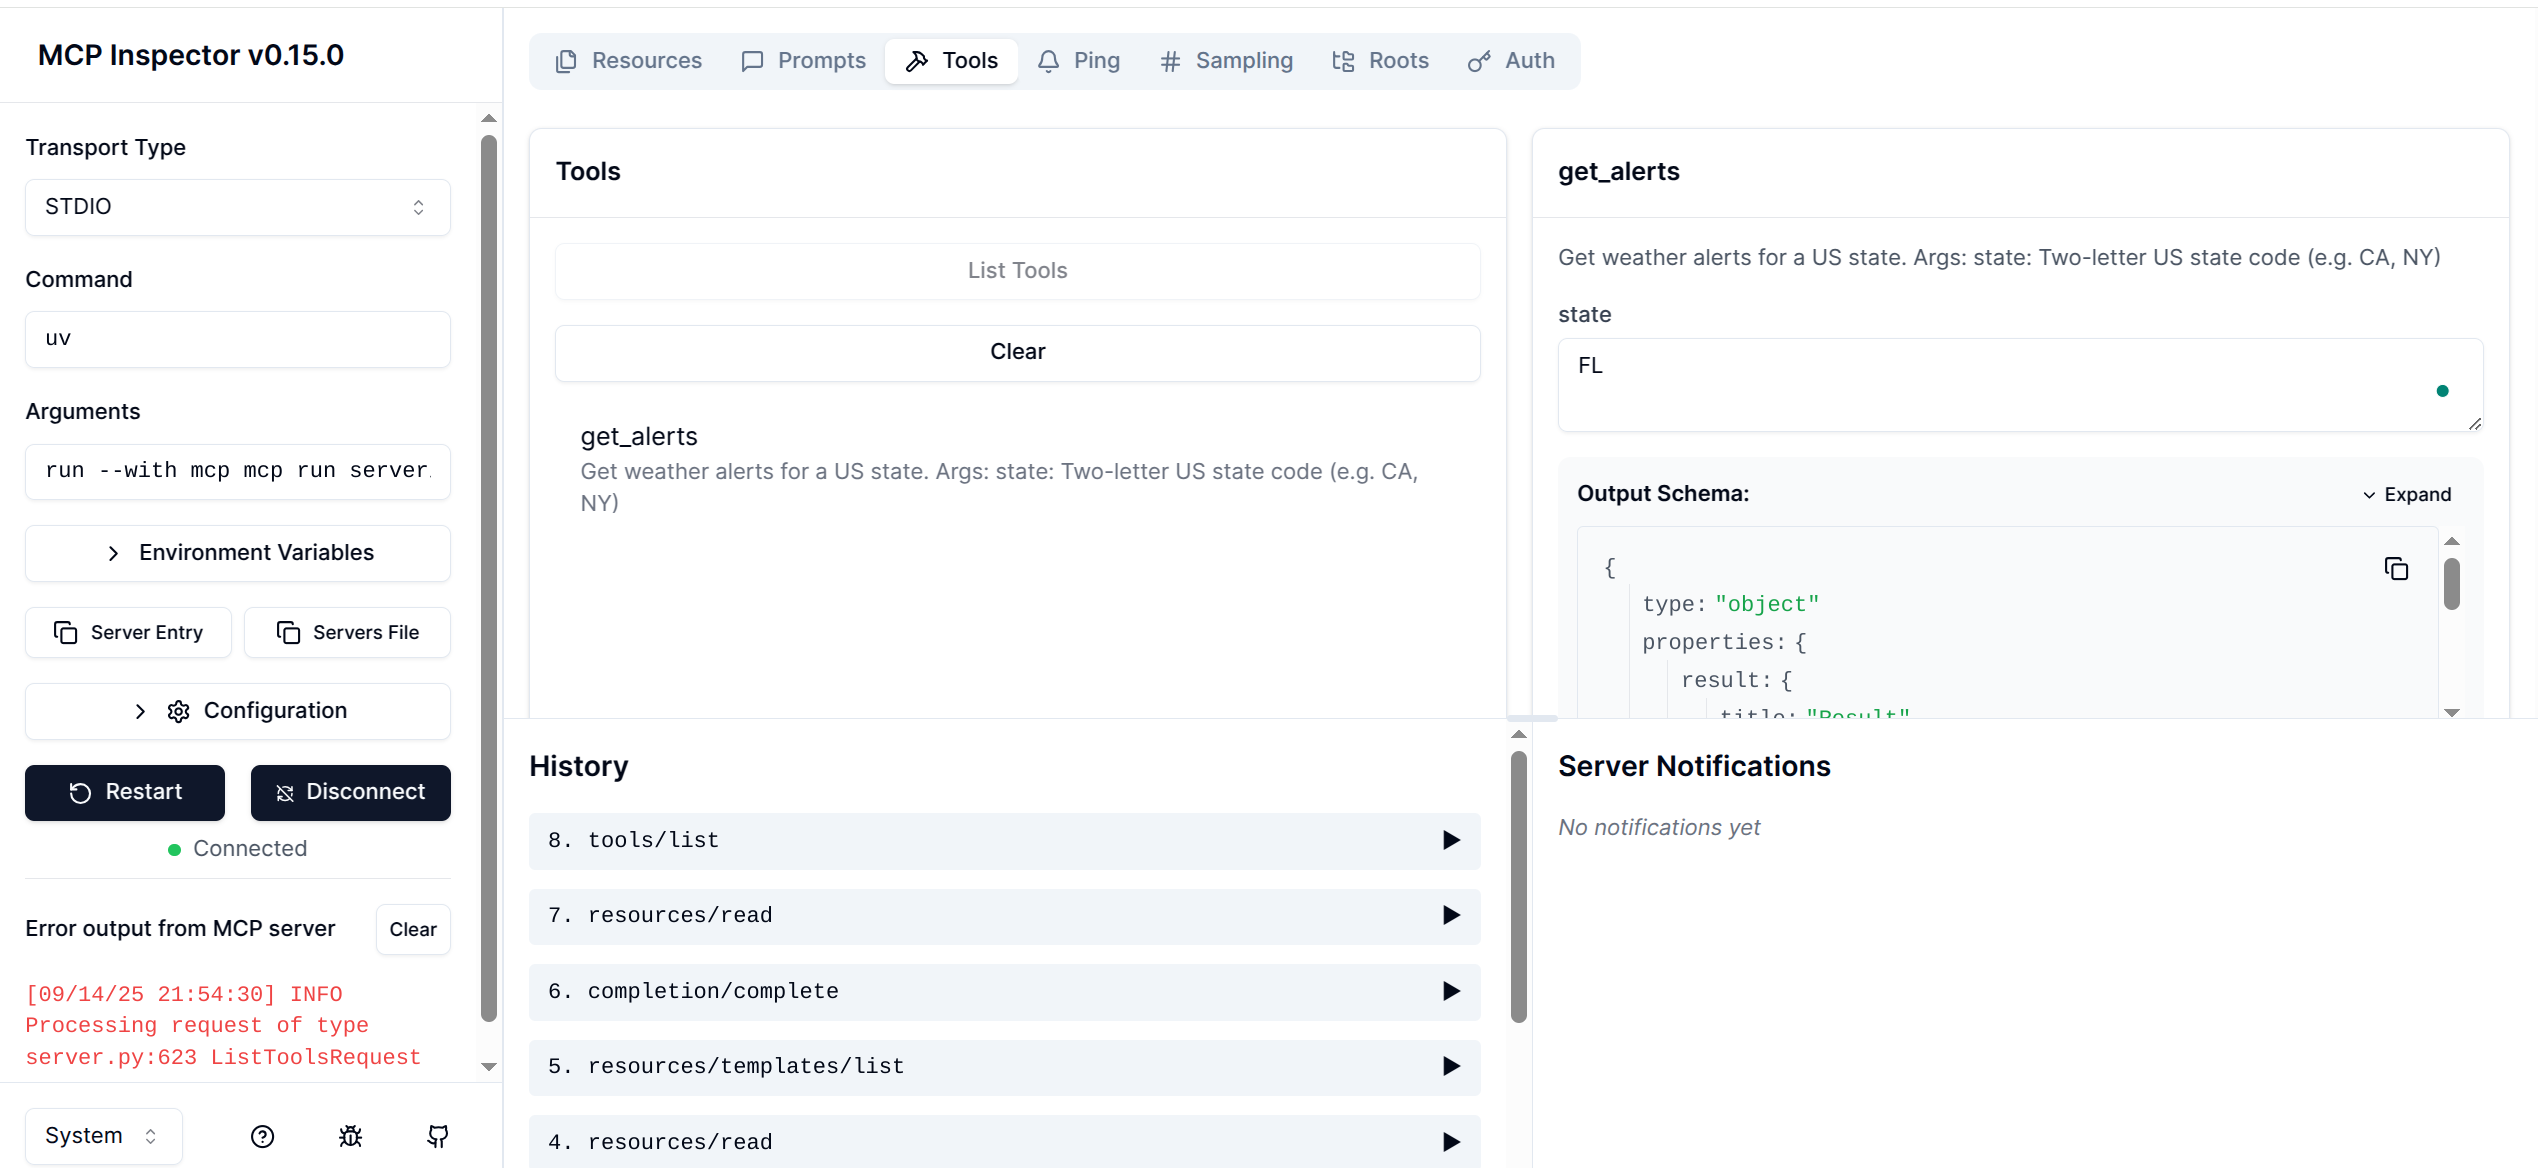 MCP Inspector v0.15.0
Transport Type
STDIO
Command
uv
Arguments
run --with mcp mcp run server.
Environment Variables
Server Entry
Servers File
Configuration
Restart
Disconnect
Connected
Error output from MCP server
Clear
[09/14/25 21:54:30] INFO
Processing request of type
server.py:623 ListToolsRequest
System
Resources
Prompts
Tools
Ping
Sampling
Roots
Auth
Tools
List Tools
Clear
get_alerts
Get weather alerts for a US state. Args: state: Two-letter US state code (e.g. CA,
NY)
get_alerts
Get weather alerts for a US state. Args: state: Two-letter US state code (e.g. CA, NY)
state
FL
Output Schema:
Expand
{
type: "object"
properties: {
result: {
title: "Result"
History
8. tools/list
7. resources/read
6. completion/complete
5. resources/templates/list
4. resources/read
Server Notifications
No notifications yet